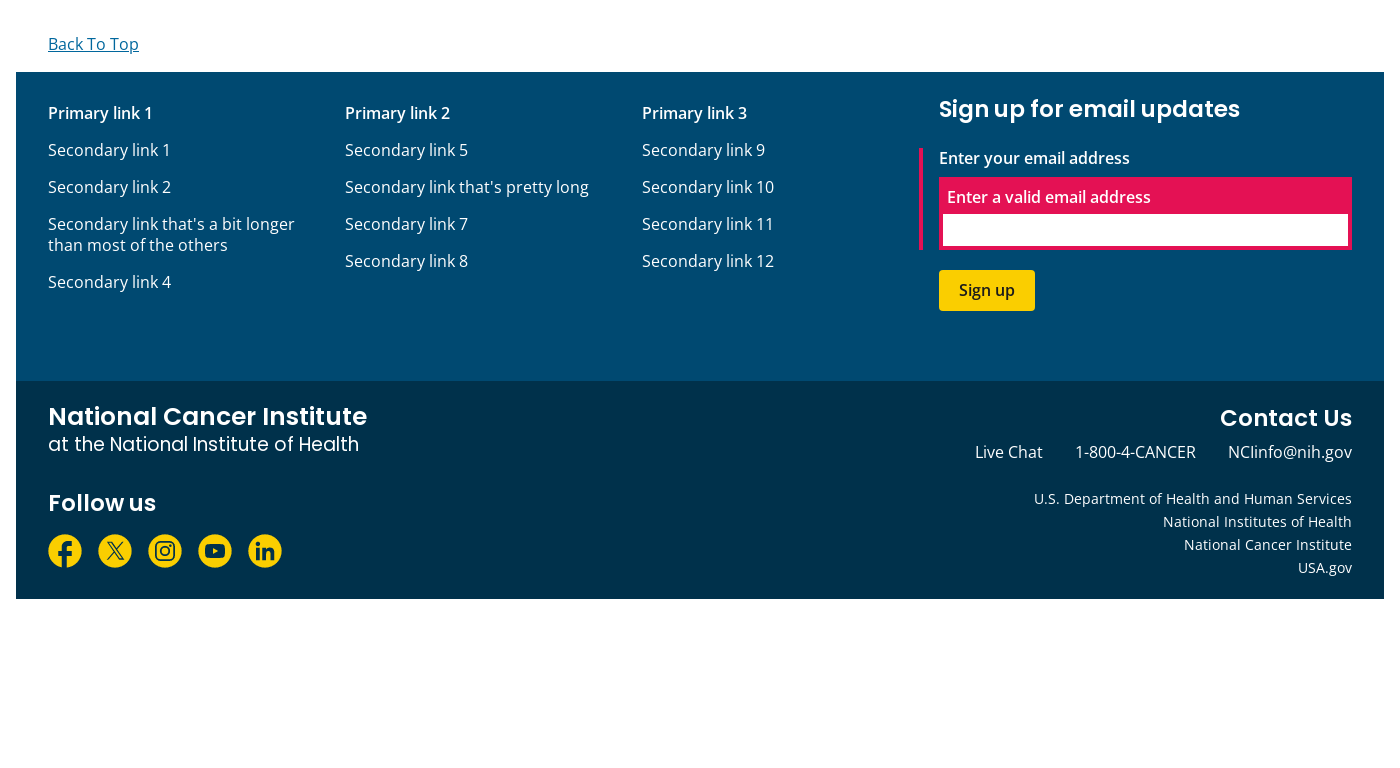 Back To Top
Primary link 1
Secondary link 1
Secondary link 2
Secondary link that's a bit longer
than most of the others
Secondary link 4
Primary link 2
Secondary link 5
Secondary link that's pretty long
Secondary link 7
Secondary link 8
Primary link 3
Secondary link 9
Secondary link 10
Secondary link 11
Secondary link 12
Sign up for email updates
Enter your email address
Enter a valid email address
Sign up
National Cancer Institute
at the National Institute of Health
Follow us
Contact Us
Live Chat 1-800-4-CANCER NCIinfo@nih.gov
U.S. Department of Health and Human Services
National Institutes of Health
National Cancer Institute
USA.gov